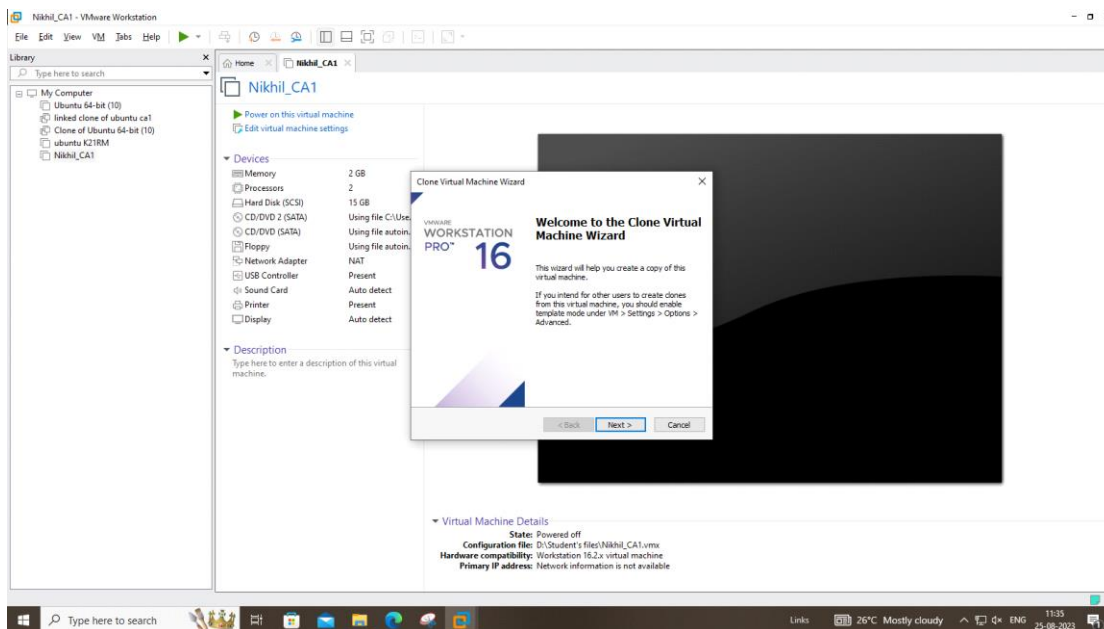 Nikhil_CA1 - VMware Workstation
File Edit View VM Tabs Help
Library
Type here to search
My Computer
Ubuntu 64-bit (10)
linked clone of ubuntu ca1
Clone of Ubuntu 64-bit (10)
ubuntu K21RM
Nikhil_CA1
Home Nikhil_CA1
Nikhil_CA1
Power on this virtual machine
Edit virtual machine settings
Devices
Memory 2 GB
Processors 2
Hard Disk (SCSI) 15 GB
CD/DVD 2 (SATA) Using file C:\Use
CD/DVD (SATA) Using file autoin.
Floppy Using file autoin.
Network Adapter NAT
USB Controller Present
Sound Card Auto detect
Printer Present
Display Auto detect
Description
Type here to enter a description of this virtual
machine.
Clone Virtual Machine Wizard
VMWARE
WORKSTATION
PRO™ 16
Welcome to the Clone Virtual
Machine Wizard
This wizard will help you create a copy of this
virtual machine.
If you intend for other users to create clones
from this virtual machine, you should enable
template mode under VM > Settings > Options >
Advanced.
< Back Next > Cancel
Virtual Machine Details
State: Powered off
Configuration file: D:\Student's files\Nikhil_CA1.vmx
Hardware compatibility: Workstation 16.2.x virtual machine
Primary IP address: Network information is not available
Type here to search
Links 26°C Mostly cloudy ENG
11:35
25-08-2023